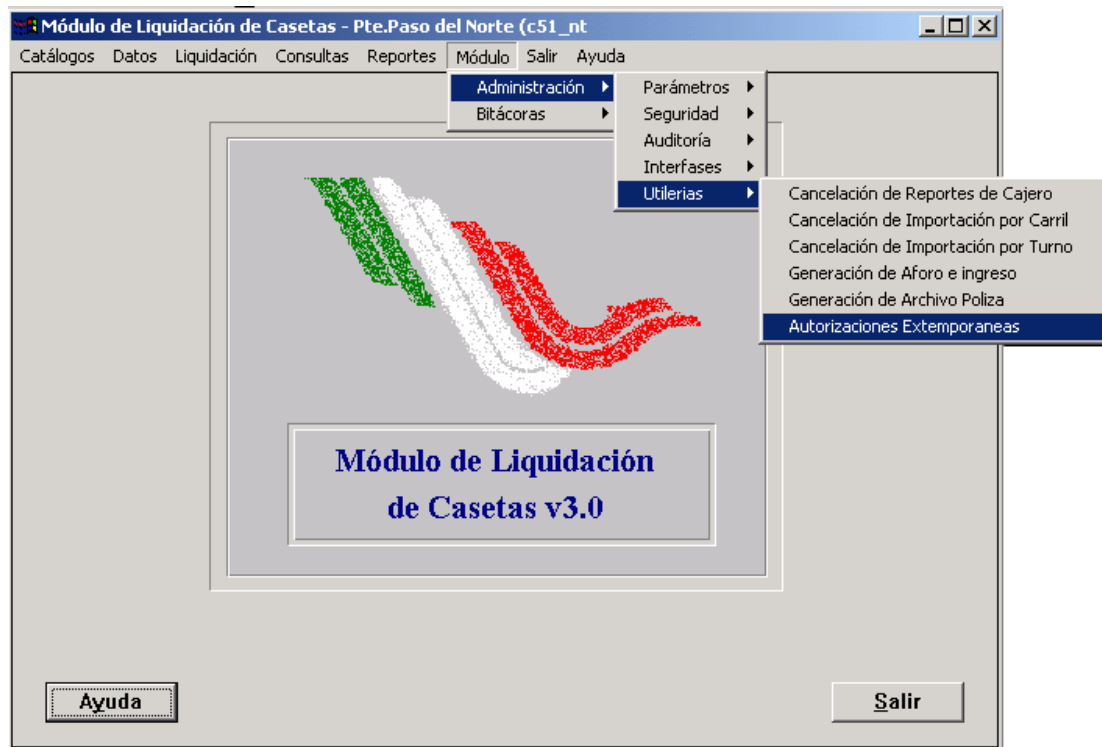 Módulo de Liquidación de Casetas - Pte.Paso del Norte (c51_nt
Catálogos Datos Liquidación Consultas Reportes Módulo Salir Ayuda
Administración
Bitácoras
Parámetros
Seguridad
Auditoría
Interfases
Utilerias
Cancelación de Reportes de Cajero
Cancelación de Importación por Carril
Cancelación de Importación por Turno
Generación de Aforo e ingreso
Generación de Archivo Poliza
Autorizaciones Extemporaneas
Módulo de Liquidación
de Casetas v3.0
Ayuda
Salir